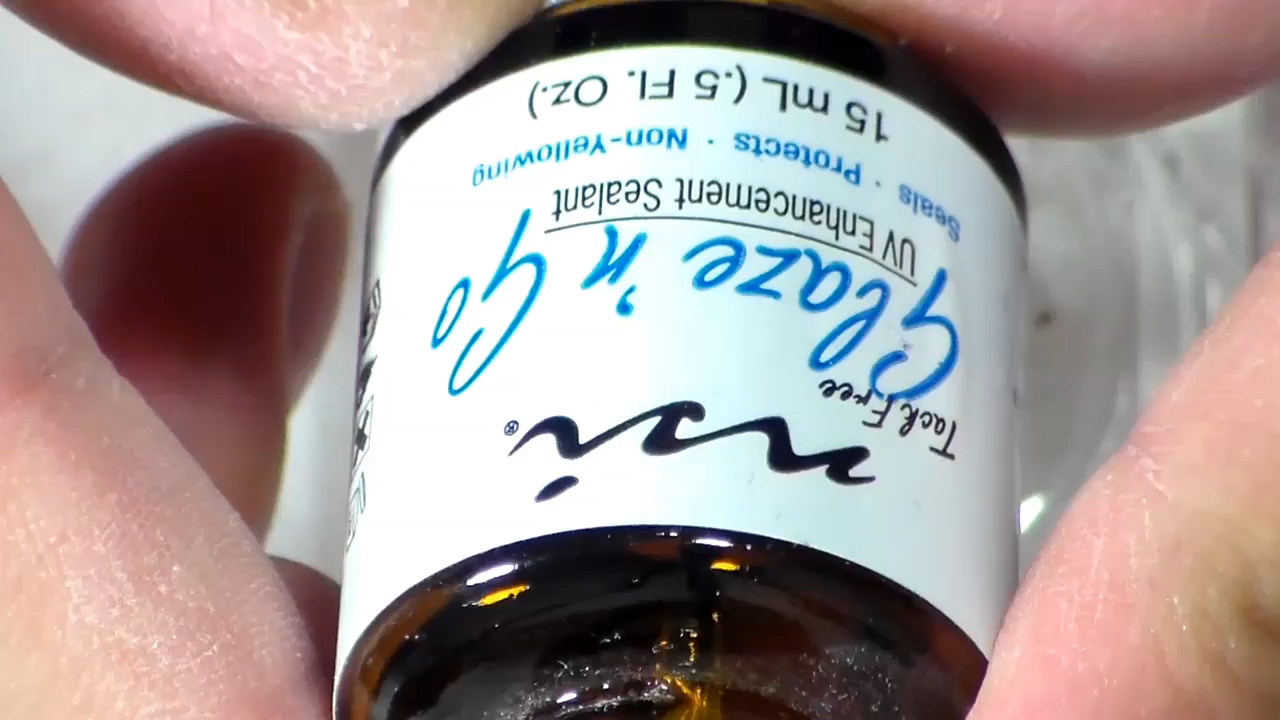 nsi®
Tack Free
Glaze 'n Go
UV Enhancement Sealant
Seals · Protects · Non-Yellowing
15 mL (.5 Fl. Oz.)